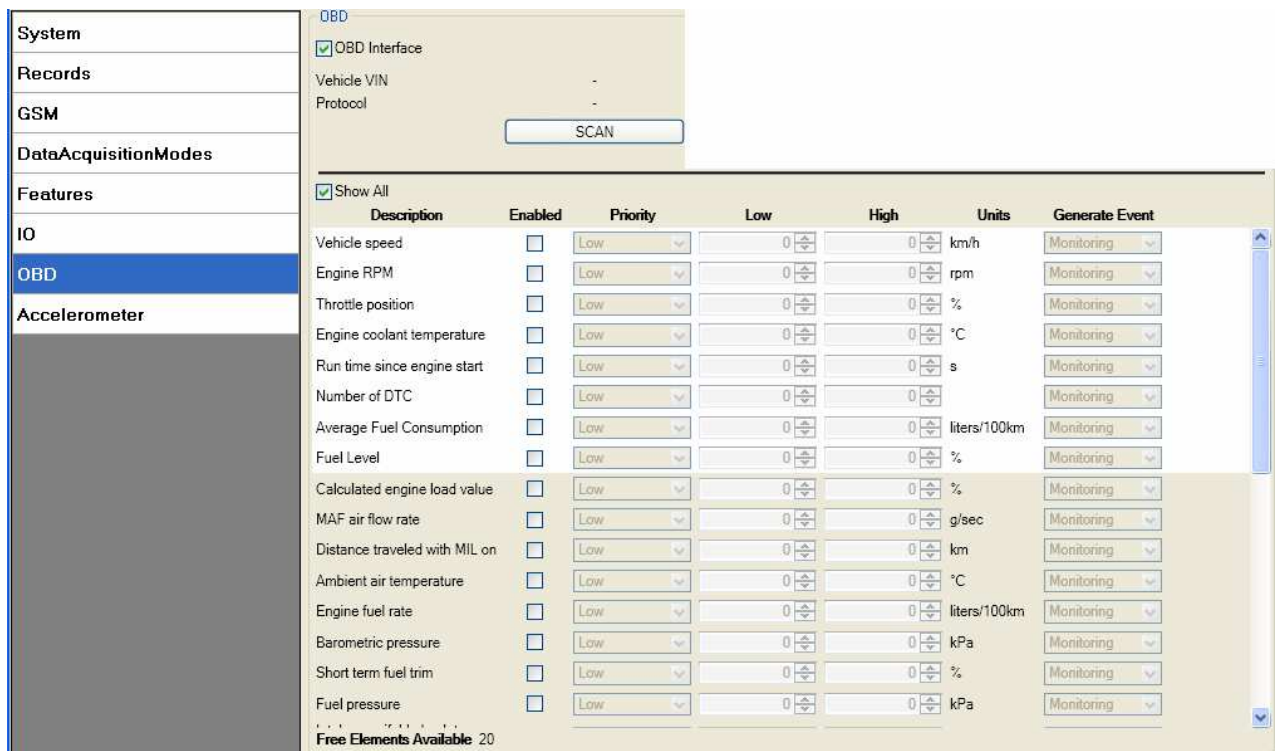 System
Records
GSM
DataAcquisitionModes
Features
IO
OBD
Accelerometer
OBD
OBD Interface
Vehicle VIN -
Protocol -
SCAN
Show All
Description Enabled Priority Low High Units Generate Event
Vehicle speed Low 0 0 km/h Monitoring
Engine RPM Low 0 0 rpm Monitoring
Throttle position Low 0 0 % Monitoring
Engine coolant temperature Low 0 0 °C Monitoring
Run time since engine start Low 0 0 s Monitoring
Number of DTC Low 0 0 Monitoring
Average Fuel Consumption Low 0 0 liters/100km Monitoring
Fuel Level Low 0 0 % Monitoring
Calculated engine load value Low 0 0 % Monitoring
MAF air flow rate Low 0 0 g/sec Monitoring
Distance traveled with MIL on Low 0 0 km Monitoring
Ambient air temperature Low 0 0 °C Monitoring
Engine fuel rate Low 0 0 liters/100km Monitoring
Barometric pressure Low 0 0 kPa Monitoring
Short term fuel trim Low 0 0 % Monitoring
Fuel pressure Low 0 0 kPa Monitoring
Free Elements Available 20